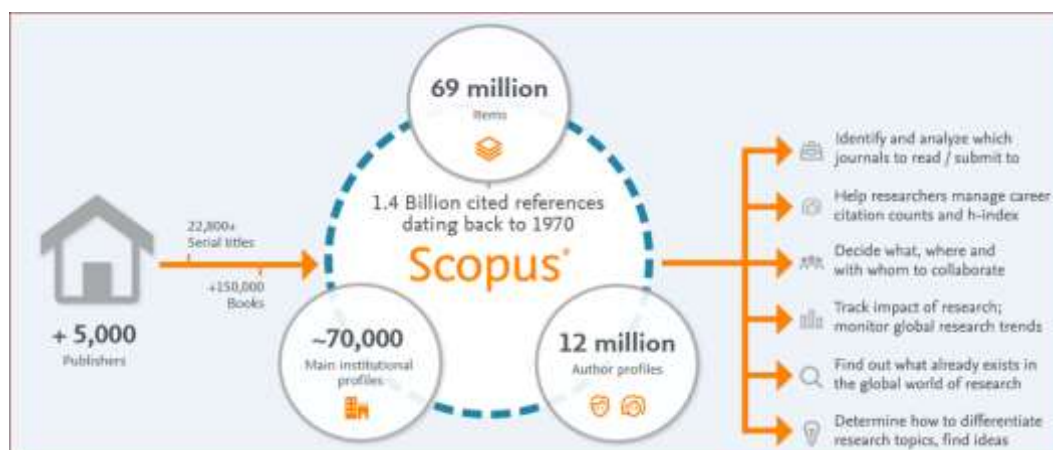 69 million
Items
1.4 Billion cited references
dating back to 1970
Scopus®
22,800+
Serial titles
+150,000
Books
+ 5,000
Publishers
~70,000
Main institutional
profiles
12 million
Author profiles
Identify and analyze which
journals to read / submit to
Help researchers manage career
citation counts and h-index
Decide what, where and
with whom to collaborate
Track impact of research;
monitor global research trends
Find out what already exists in
the global world of research
Determine how to differentiate
research topics, find ideas